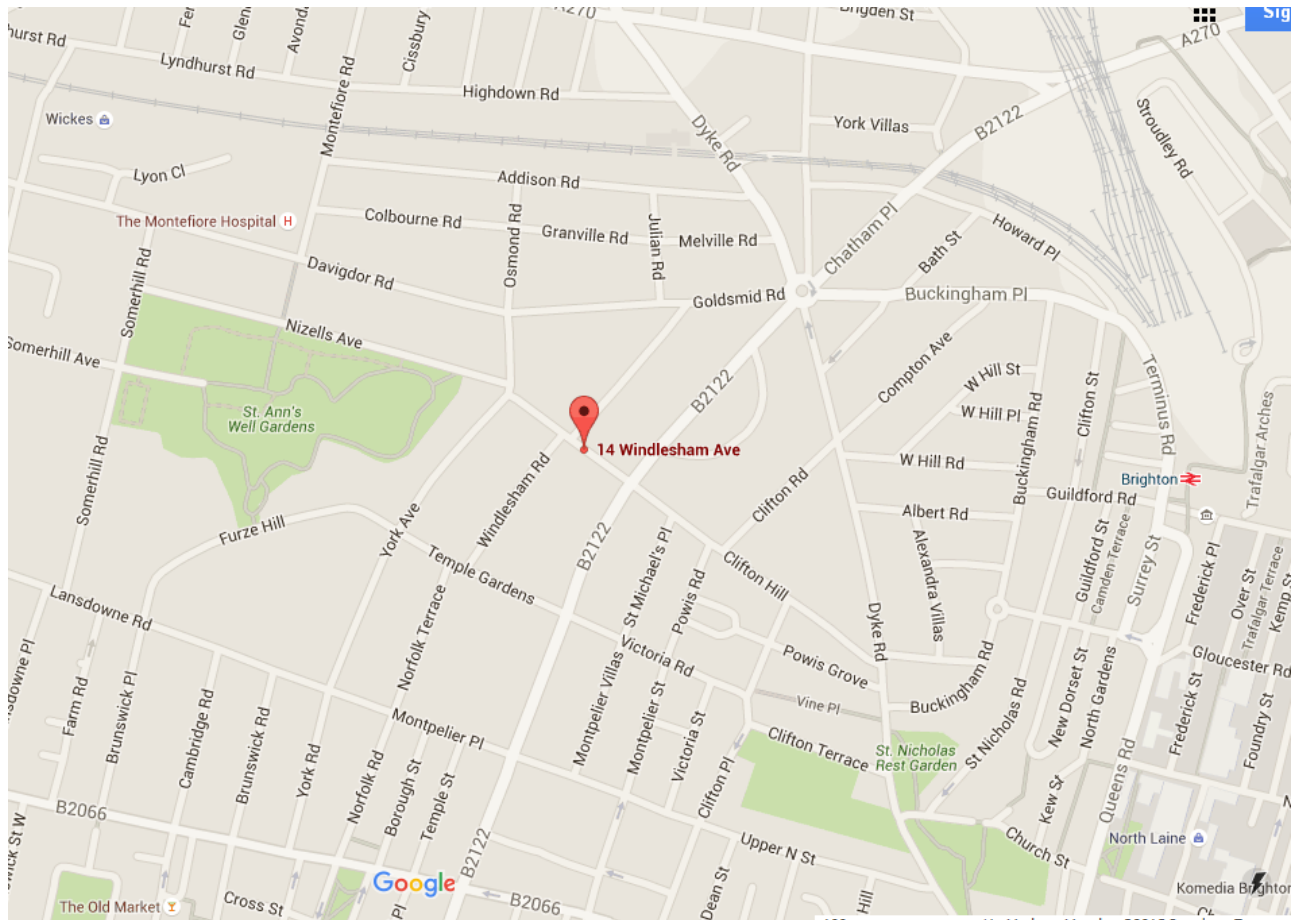 A270
Brigden St
Sig
A270
hurst Rd
Lyndhurst Rd
Montefiore Rd
Cissbury
Highdown Rd
Dyke Rd
York Villas
B2122
Stroudley Rd
Wickes
Lyon Cl
Addison Rd
The Montefiore Hospital H
Colbourne Rd
Osmond Rd
Granville Rd
Julian Rd
Melville Rd
Chatham Pl
Bath St
Howard Pl
Davigdor Rd
Goldsmid Rd
Buckingham Pl
Somerhill Rd
Nizells Ave
Somerhill Ave
B2122
Compton Ave
W Hill St
Clifton St
Terminus Rd
St. Ann's
Well Gardens
W Hill Pl
Buckingham Rd
Trafalgar Arches
14 Windlesham Ave
W Hill Rd
Brighton
Somerhill Rd
Windlesham Rd
Clifton Rd
Guildford Rd
Furze Hill
York Ave
B2122
Albert Rd
Alexandra Villas
Guildford St
Camden Terrace
Surrey St
Frederick Pl
Over St
Trafalgar Terrace
Kemp St
Temple Gardens
St Michael's Pl
Clifton Hill
Powis Rd
Dyke Rd
Lansdowne Rd
Norfolk Terrace
Victoria Rd
Powis Grove
Buckingham Rd
Gloucester Rd
nsdowne Pl
Farm Rd
Brunswick Pl
Cambridge Rd
Brunswick Rd
York Rd
Montpelier Pl
Montpelier Villas
Montpelier St
Victoria St
Vine Pl
Buckingham Rd
St Nicholas Rd
New Dorset St
North Gardens
Frederick St
Foundry St
Clifton Pl
Clifton Terrace
St. Nicholas
Rest Garden
Norfolk Rd
Borough St
Temple St
B2066
Kew St
Queens Rd
Upper N St
Church St
North Laine
B2122
Google
Dean St
Hill
Komedia Brighton
wick St W
The Old Market
Cross St
Pl
B2066